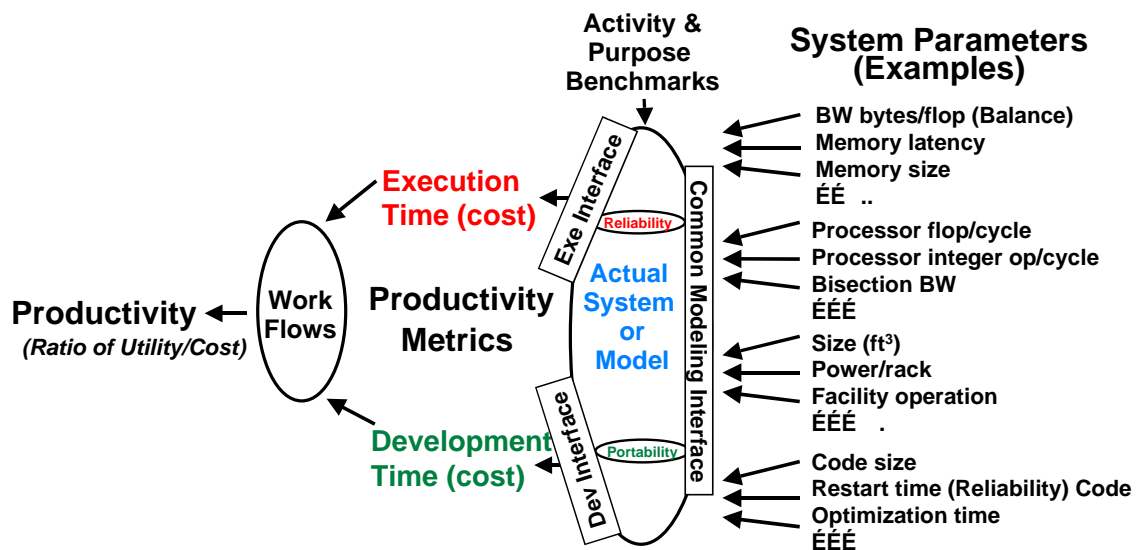 Activity &
Purpose
Benchmarks
System Parameters
(Examples)
BW bytes/flop (Balance)
Memory latency
Memory size
ÉÉ ..
Processor flop/cycle
Processor integer op/cycle
Bisection BW
ÉÉÉ
Size (ft³)
Power/rack
Facility operation
ÉÉÉ .
Code size
Restart time (Reliability) Code
Optimization time
ÉÉÉ
Common Modeling Interface
Exe Interface
Reliability
Actual
System
or
Model
Portability
Dev Interface
Execution
Time (cost)
Productivity
Metrics
Development
Time (cost)
Work
Flows
Productivity
(Ratio of Utility/Cost)